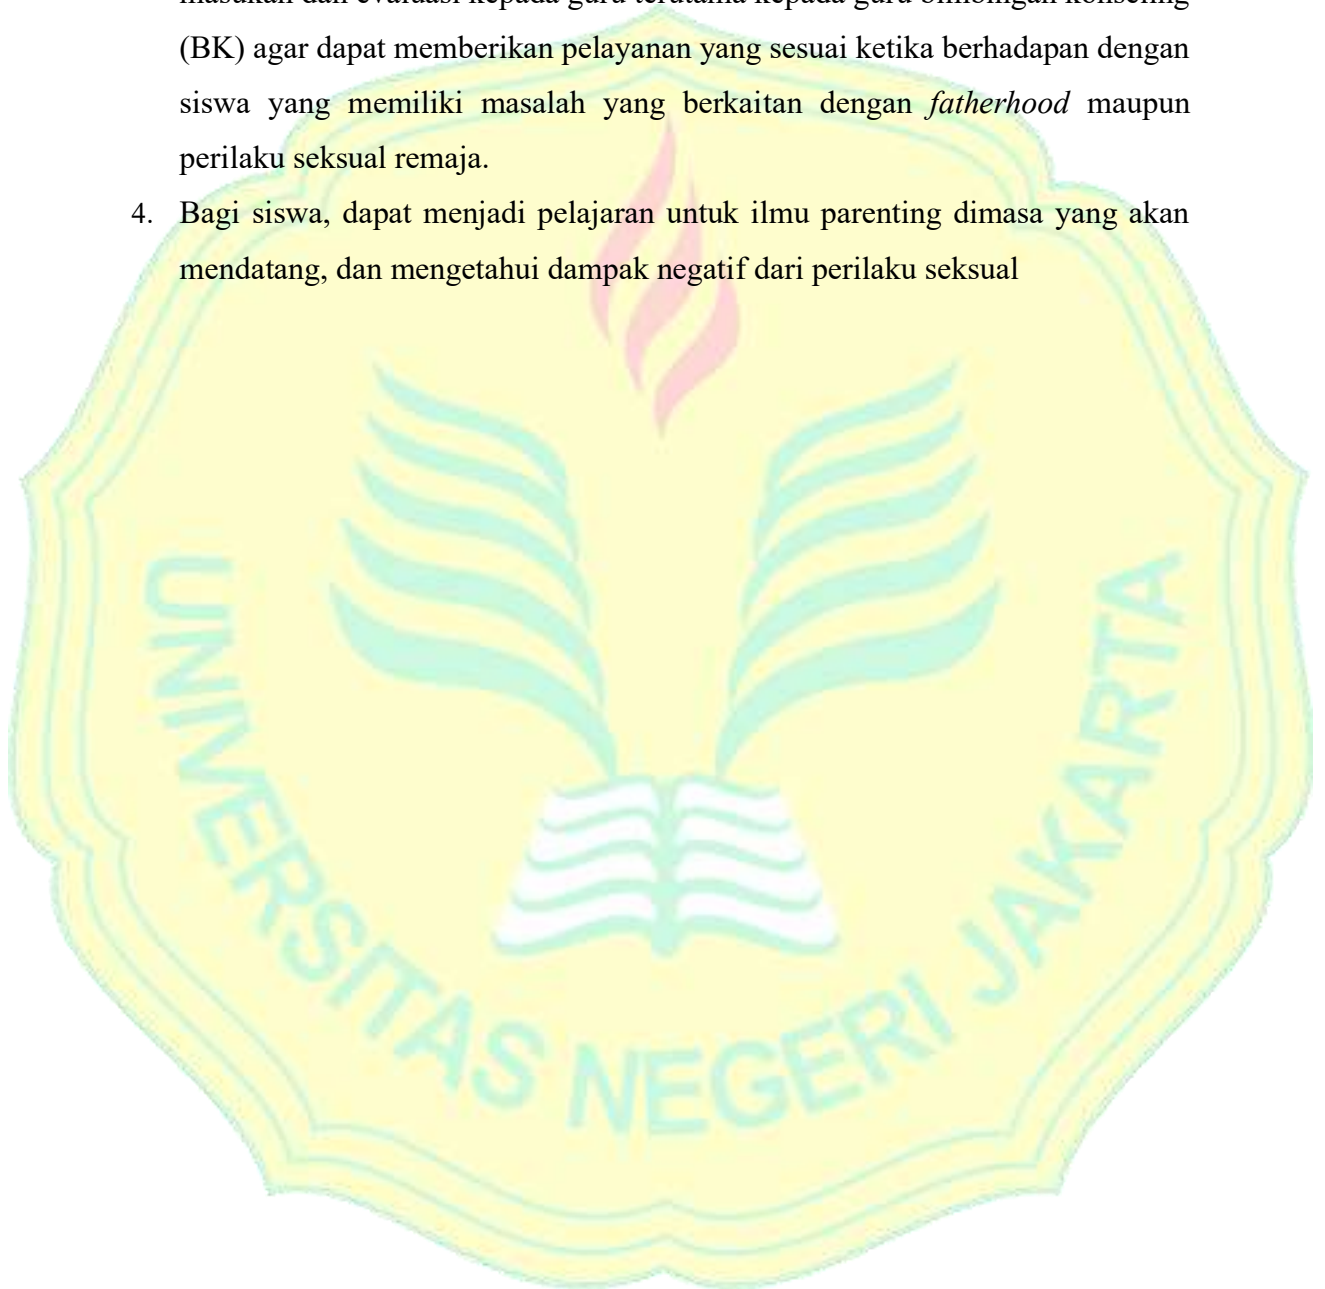 masukan dan evaluasi kepada guru terutama kepada guru bimbingan konseling
(BK) agar dapat memberikan pelayanan yang sesuai ketika berhadapan dengan
siswa yang memiliki masalah yang berkaitan dengan fatherhood maupun
perilaku seksual remaja.
4. Bagi siswa, dapat menjadi pelajaran untuk ilmu parenting dimasa yang akan
mendatang, dan mengetahui dampak negatif dari perilaku seksual
UNIVERSITAS NEGERI JAKARTA